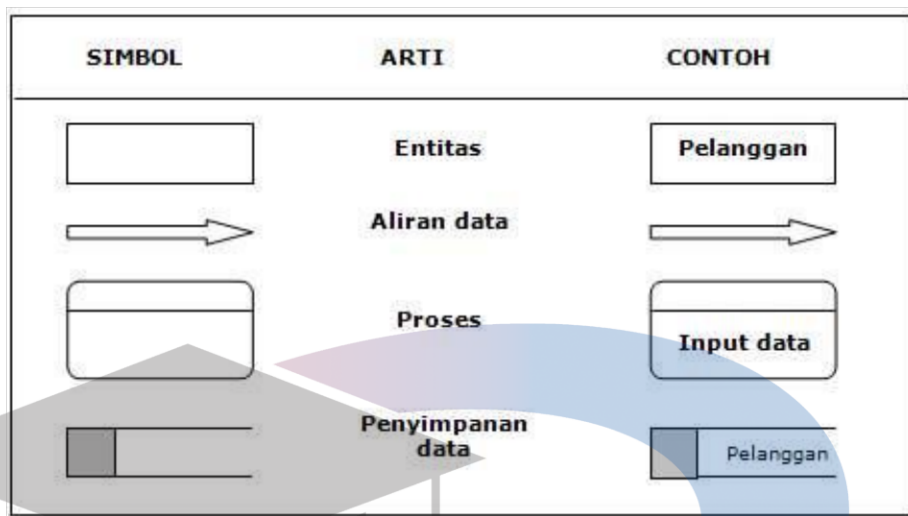 SIMBOL ARTI CONTOH
Entitas Pelanggan
Aliran data
Proses
Input data
Penyimpanan
data Pelanggan